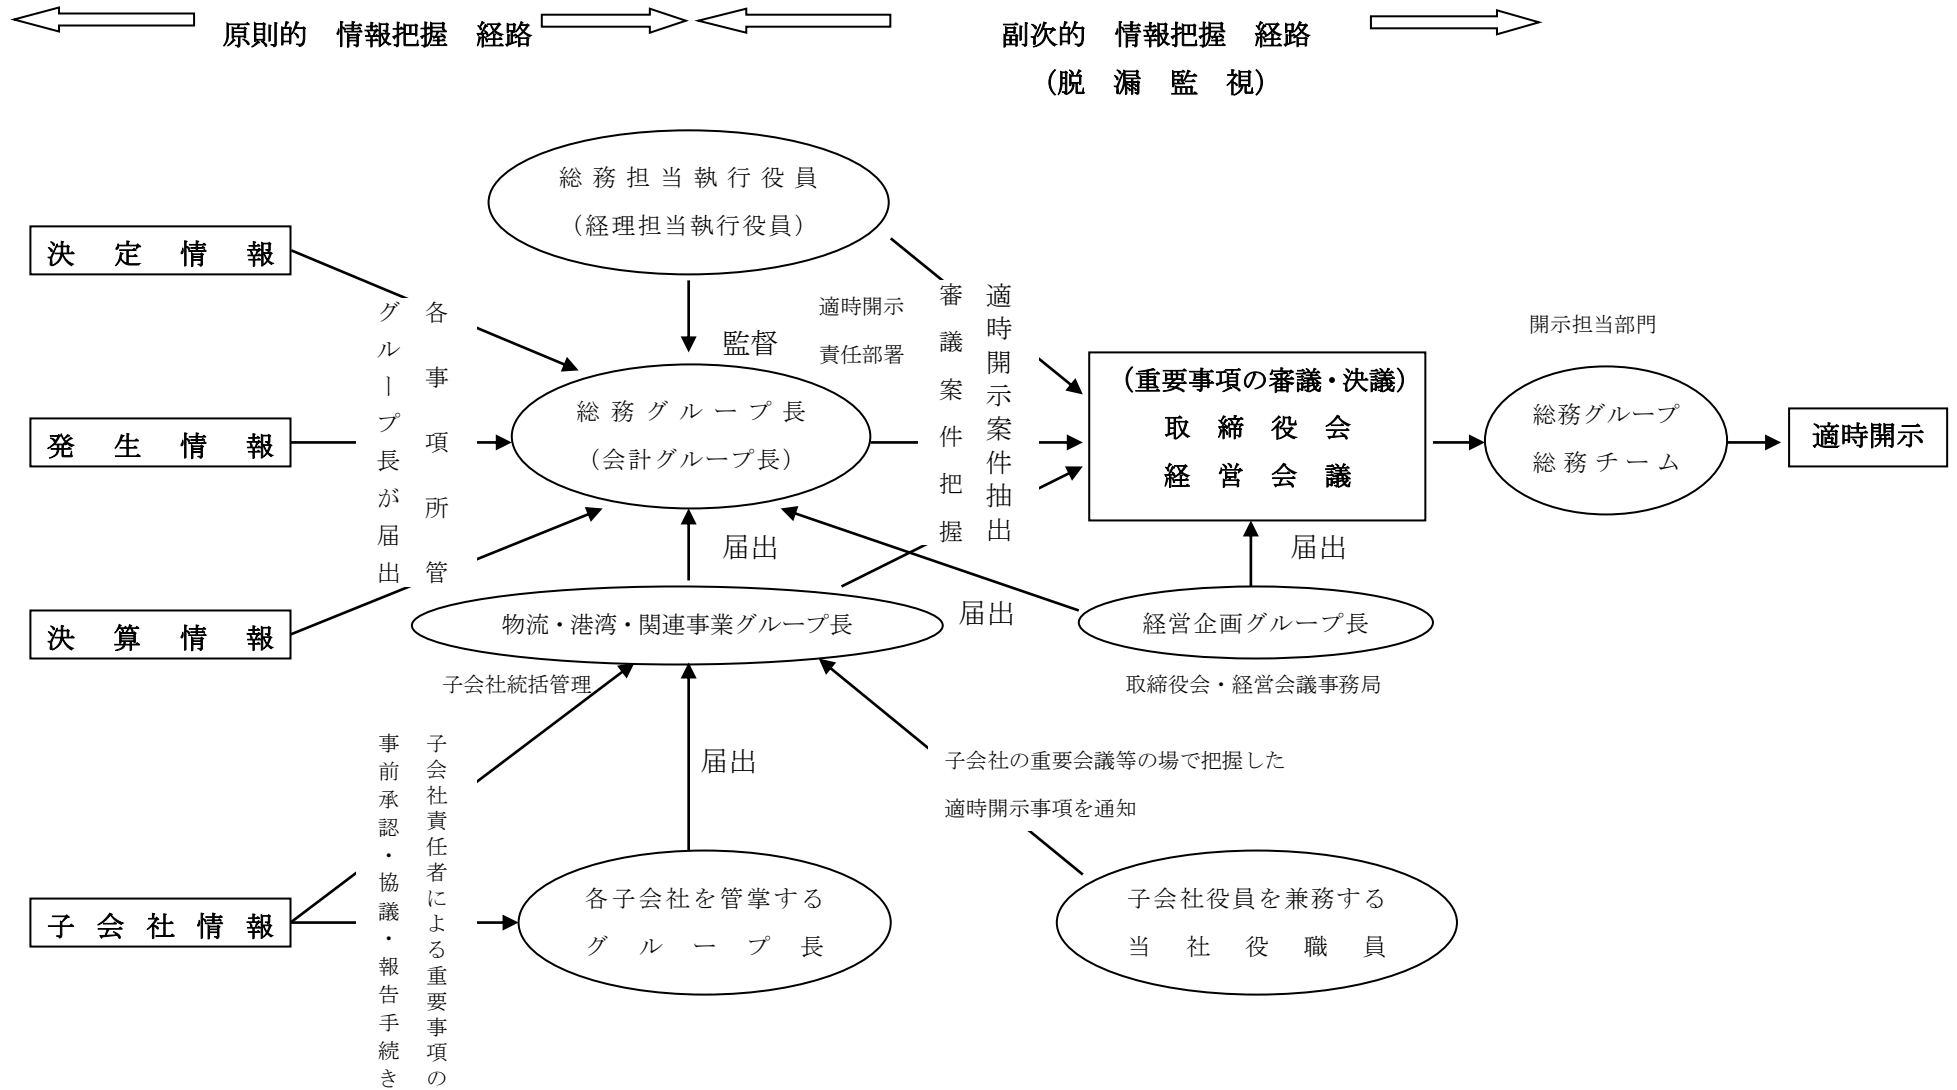 原則的 情報把握 経路
副次的 情報把握 経路
（脱 漏 監 視）
総務担当執行役員
（経理担当執行役員）
決定情報
各事項所管
グループ長が届出
監督
適時開示
責任部署
適時開示案件抽出
審議案件把握
開示担当部門
（重要事項の審議・決議）
取締役会
経営会議
総務グループ
総務チーム
適時開示
発生情報
総務グループ長
（会計グループ長）
届出
届出
決算情報
物流・港湾・関連事業グループ長
届出
経営企画グループ長
子会社統括管理
取締役会・経営会議事務局
子会社責任者による重要事項の
事前承認・協議・報告手続き
届出
子会社の重要会議等の場で把握した
適時開示事項を通知
子会社情報
各子会社を管掌する
グループ長
子会社役員を兼務する
当社役職員